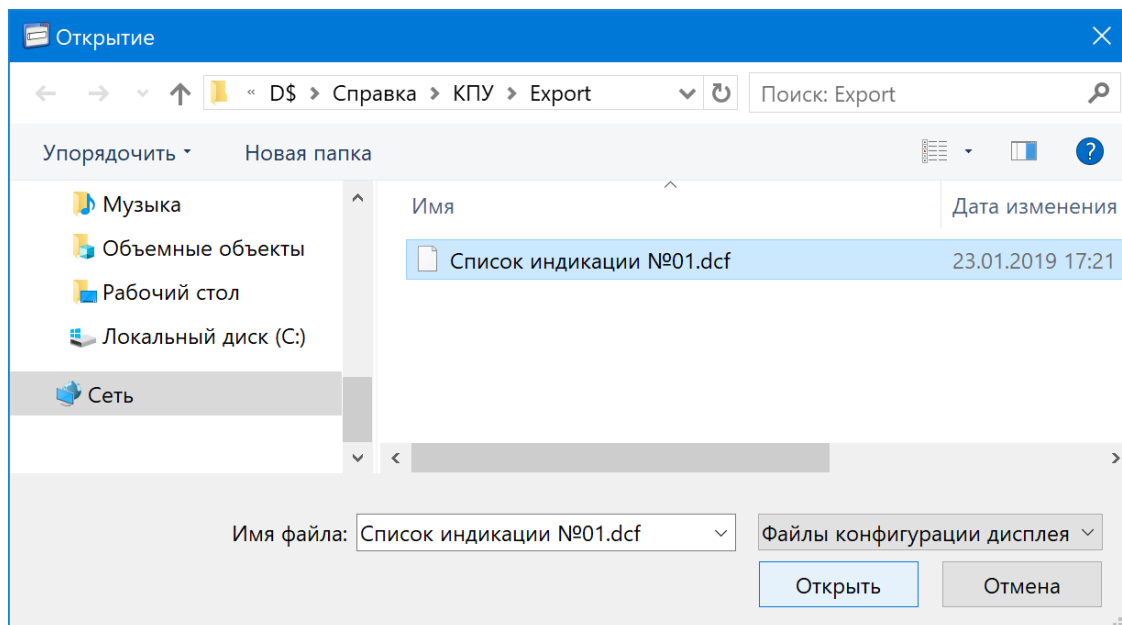 Открытие
« D$ > Справка > КПУ > Export
Поиск: Export
Упорядочить
Новая папка
?
Музыка
Объемные объекты
Рабочий стол
Локальный диск (C:)
Сеть
Имя
Дата изменения
Список индикации №01.dcf
23.01.2019 17:21
Имя файла:
Список индикации №01.dcf
Файлы конфигурации дисплея
Открыть
Отмена